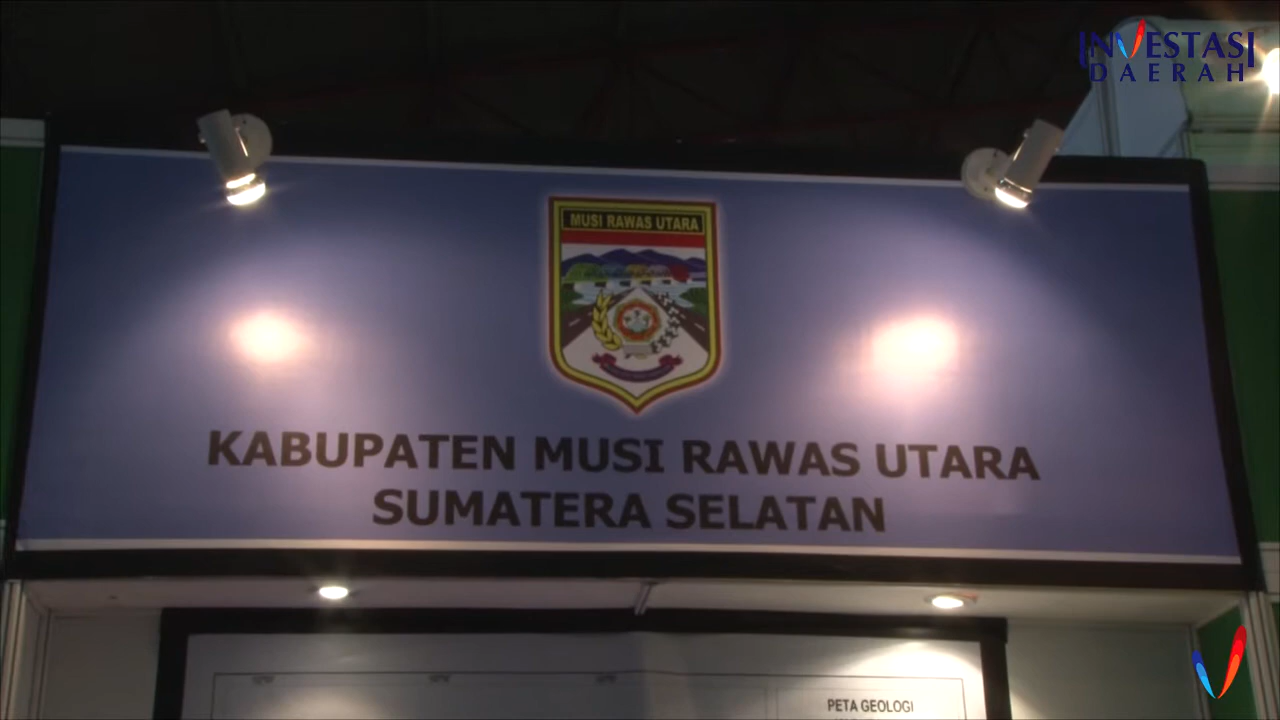 INVESTASI
DAERAH
MUSI RAWAS UTARA
KABUPATEN MUSI RAWAS UTARA
SUMATERA SELATAN
PETA GEOLOGI